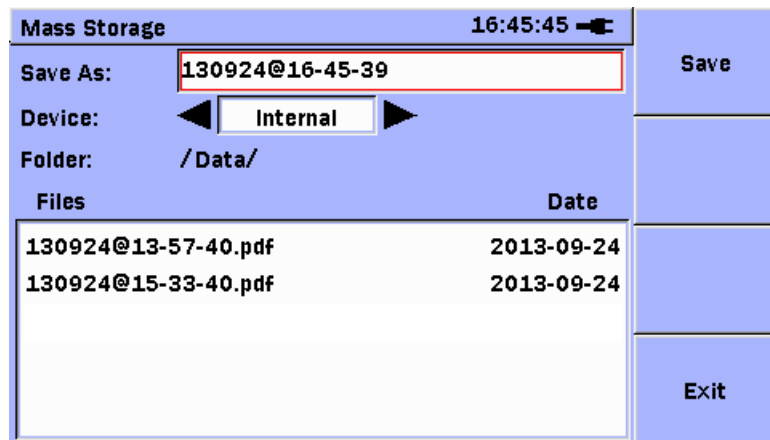 Mass Storage 16:45:45
Save As: 130924@16-45-39
Save
Device: Internal
Folder: /Data/
Files Date
130924@13-57-40.pdf 2013-09-24
130924@15-33-40.pdf 2013-09-24
Exit